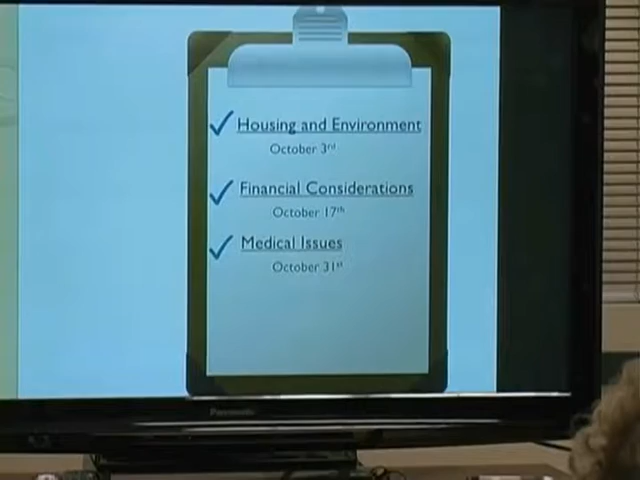 Housing and Environment
October 3rd
Financial Considerations
October 17th
Medical Issues
October 31st
Panasonic